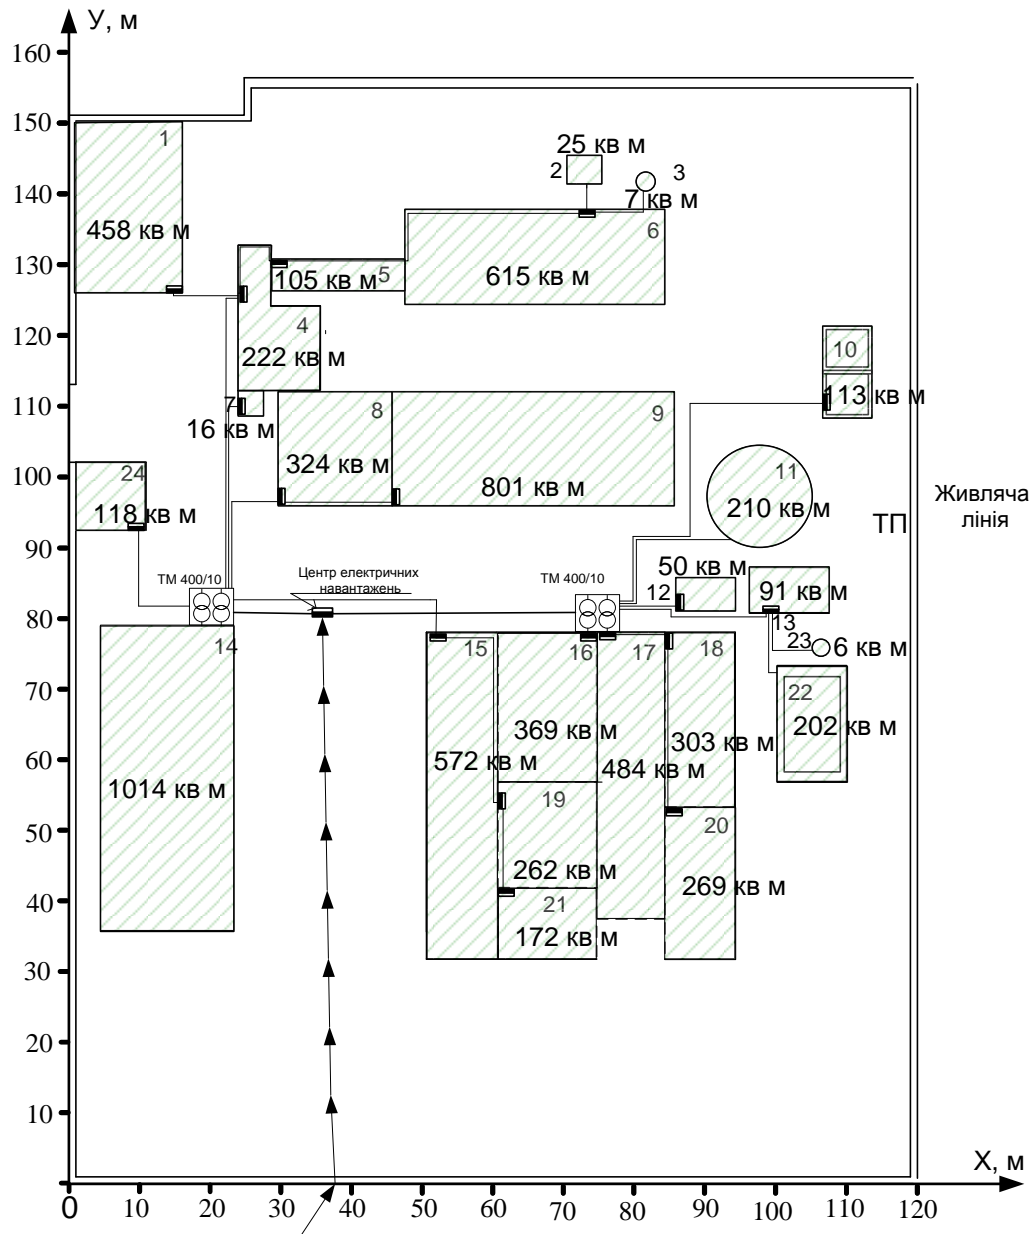 У, м
160
150
1
25 кв м
2
3
140
7 кв м
458 кв м
6
130
105 кв м
5
615 кв м
120
4
10
222 кв м
113 кв м
110
7
8
9
16 кв м
324 кв м
801 кв м
100
24
11
118 кв м
210 кв м
Живляча
лінія
ТП
90
50 кв м
ТМ 400/10
Центр електричних
навантажень
ТМ 400/10
12
91 кв м
80
13
14
15
16
17
18
23
6 кв м
70
22
369 кв м
303 кв м
202 кв м
60
572 кв м
484 кв м
1014 кв м
19
50
20
262 кв м
269 кв м
40
21
172 кв м
30
20
10
Х, м
0
10
20
30
40
50
60
70
80
90
100
110
120